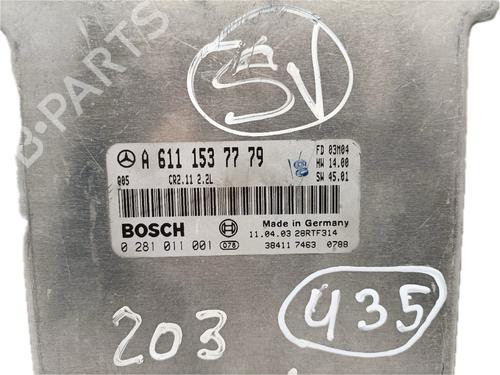 SV
B-PARTS
A 611 153 77 79
Q05 CR2.11 2.2L
FD 03M04
HW 14.00
SW 45.01
BOSCH
Made in Germany
0 281 011 001 078
11.04.03 28RTF314
38411 7463 0788
203
435